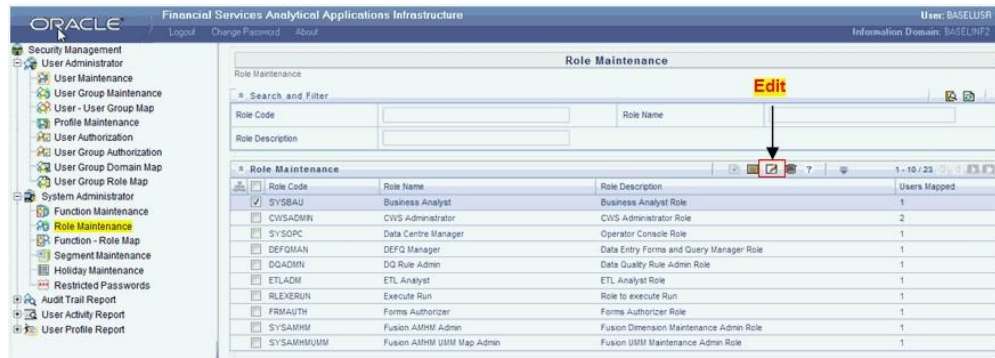 ORACLE
Financial Services Analytical Applications Infrastructure
User: BASELUSR
Logout Change Password About
Information Domain: BASELINF2
Security Management
User Administrator
User Maintenance
User Group Maintenance
User - User Group Map
Profile Maintenance
User Authorization
User Group Authorization
User Group Domain Map
User Group Role Map
System Administrator
Function Maintenance
Role Maintenance
Function - Role Map
Segment Maintenance
Holiday Maintenance
Restricted Passwords
Audit Trail Report
User Activity Report
User Profile Report
Role Maintenance
Role Maintenance
Edit
Search and Filter
Role Code Role Name
Role Description
Role Maintenance ? 1 - 10 / 23
Role Code Role Name Role Description Users Mapped
SYSBAU Business Analyst Business Analyst Role 1
CWSADMIN CWS Administrator CWS Administrator Role 2
SYSOPC Data Centre Manager Operator Console Role 1
DEFQMAN DEFQ Manager Data Entry Forms and Query Manager Role 1
DQADMN DQ Rule Admin Data Quality Rule Admin Role 1
ETLADM ETL Analyst ETL Analyst Role 1
RLEXERUN Execute Run Role to execute Run 1
FRMAUTH Forms Authorizer Forms Authorizer Role 1
SYSAMHM Fusion AMHM Admin Fusion Dimension Maintenance Admin Role 1
SYSAMHMUMM Fusion AMHM UMM Map Admin Fusion UMM Maintenance Admin Role 1